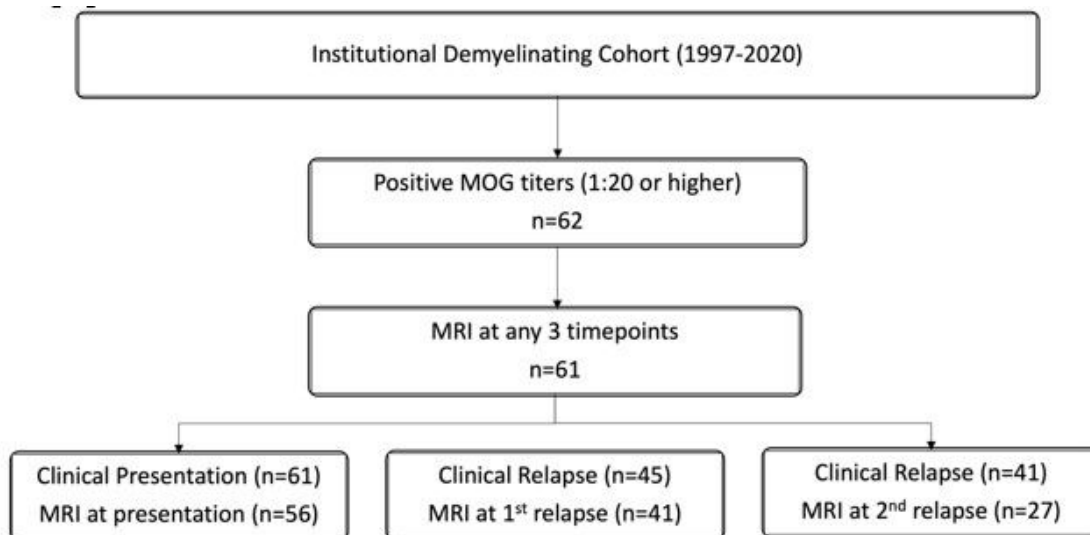 Institutional Demyelinating Cohort (1997-2020)
Positive MOG titers (1:20 or higher)
n=62
MRI at any 3 timepoints
n=61
Clinical Presentation (n=61)
MRI at presentation (n=56)
Clinical Relapse (n=45)
MRI at 1st relapse (n=41)
Clinical Relapse (n=41)
MRI at 2nd relapse (n=27)